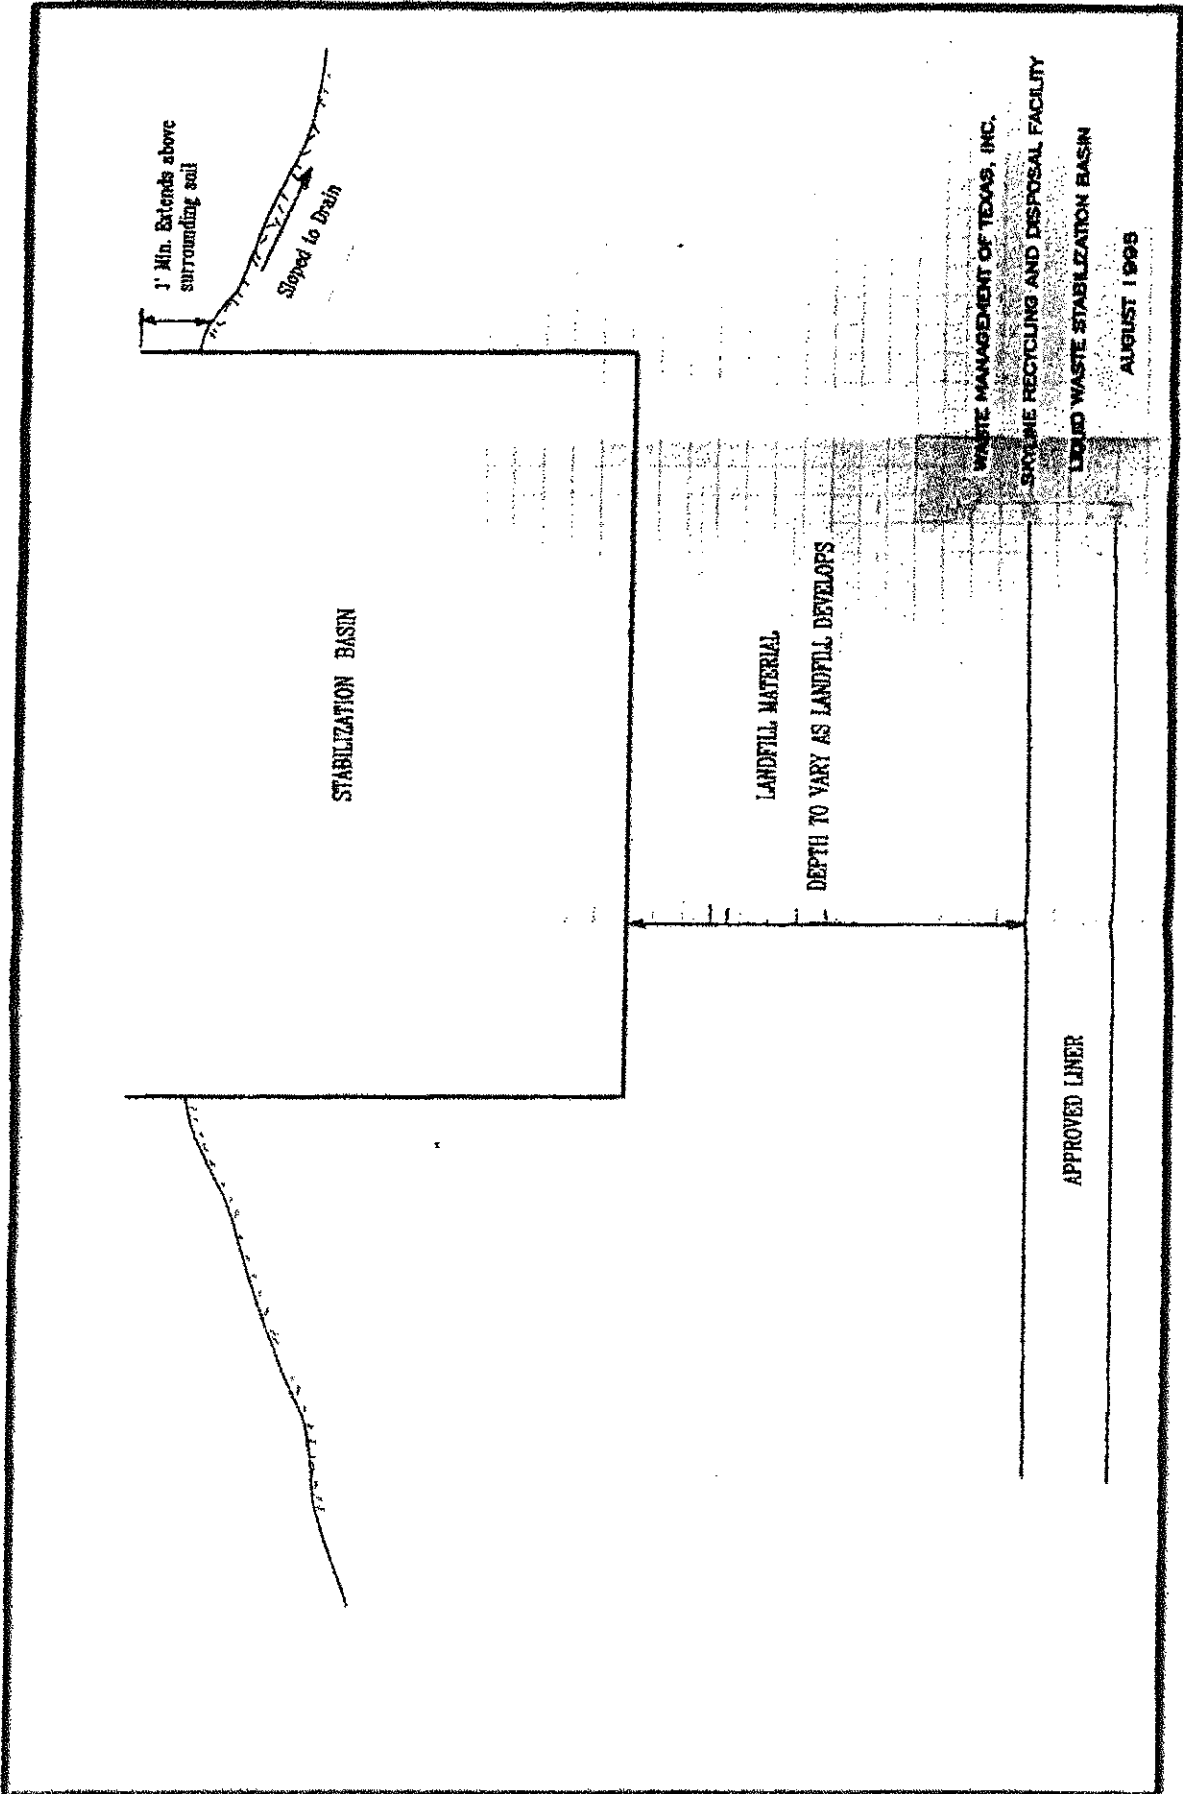 1' Min. Extends above
surrounding soil
Sloped to Drain
STABILIZATION BASIN
LANDFILL MATERIAL
DEPTH TO VARY AS LANDFILL DEVELOPS
APPROVED LINER
WASTE MANAGEMENT OF TEXAS, INC.
SKYLINE RECYCLING AND DISPOSAL FACILITY
LIQUID WASTE STABILIZATION BASIN
AUGUST 1998